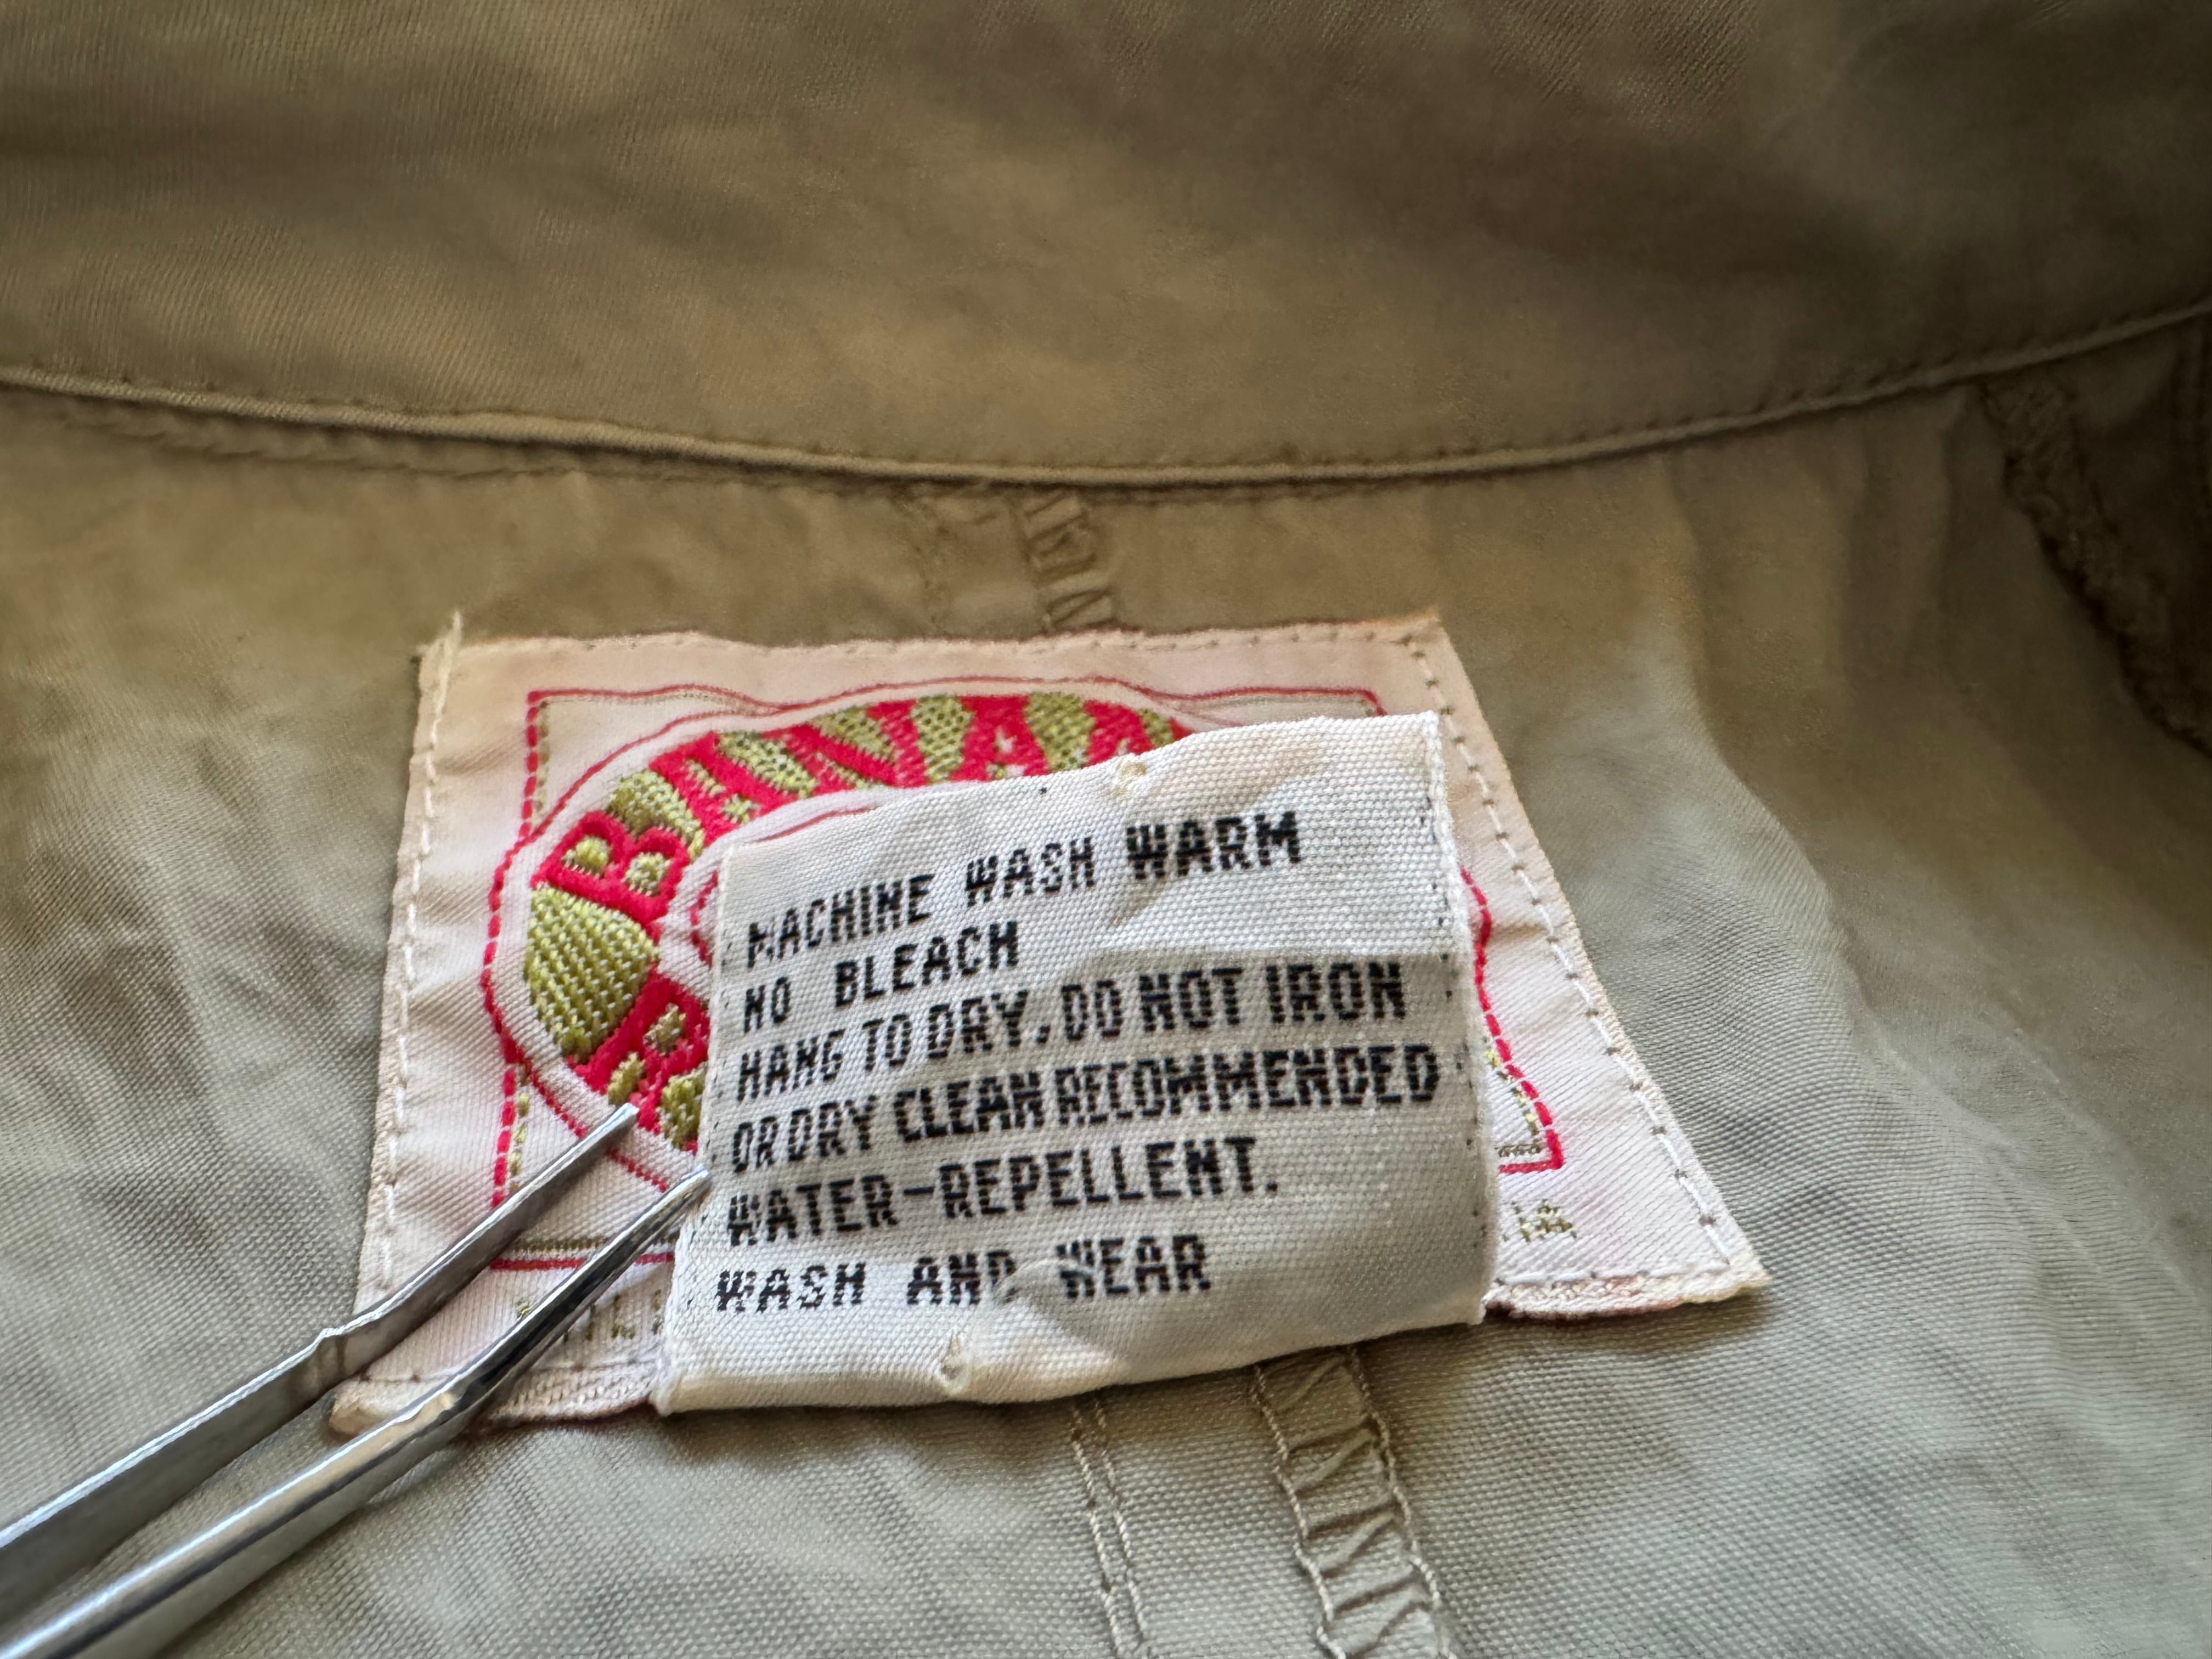 BANA
MACHINE WASH WARM
NO BLEACH
HANG TO DRY, DO NOT IRON
OR DRY CLEAN RECOMMENDED
WATER-REPELLENT.
WASH AND WEAR